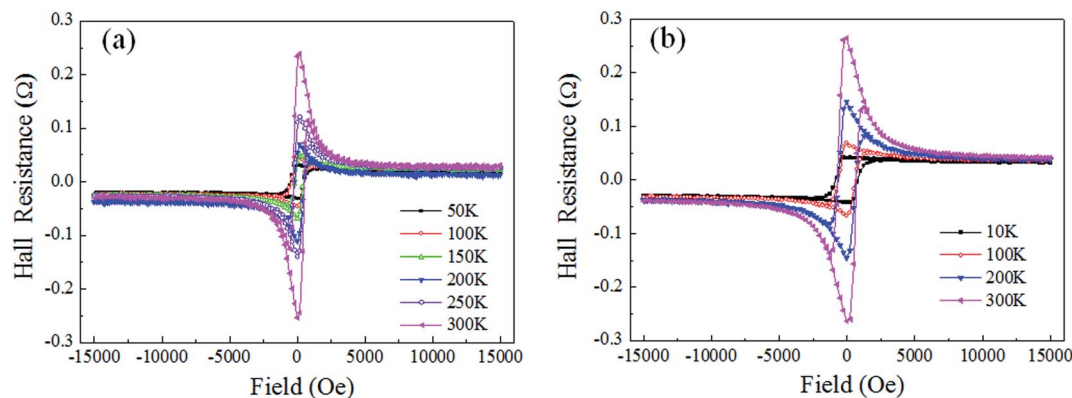 (a)
0.3
0.2
0.1
0.0
-0.1
-0.2
-0.3
Hall Resistance (Ω)
50K
100K
150K
200K
250K
300K
-15000 -10000 -5000 0 5000 10000 15000
Field (Oe)
(b)
0.3
0.2
0.1
0.0
-0.1
-0.2
-0.3
Hall Resistance (Ω)
10K
100K
200K
300K
-15000 -10000 -5000 0 5000 10000 15000
Field (Oe)